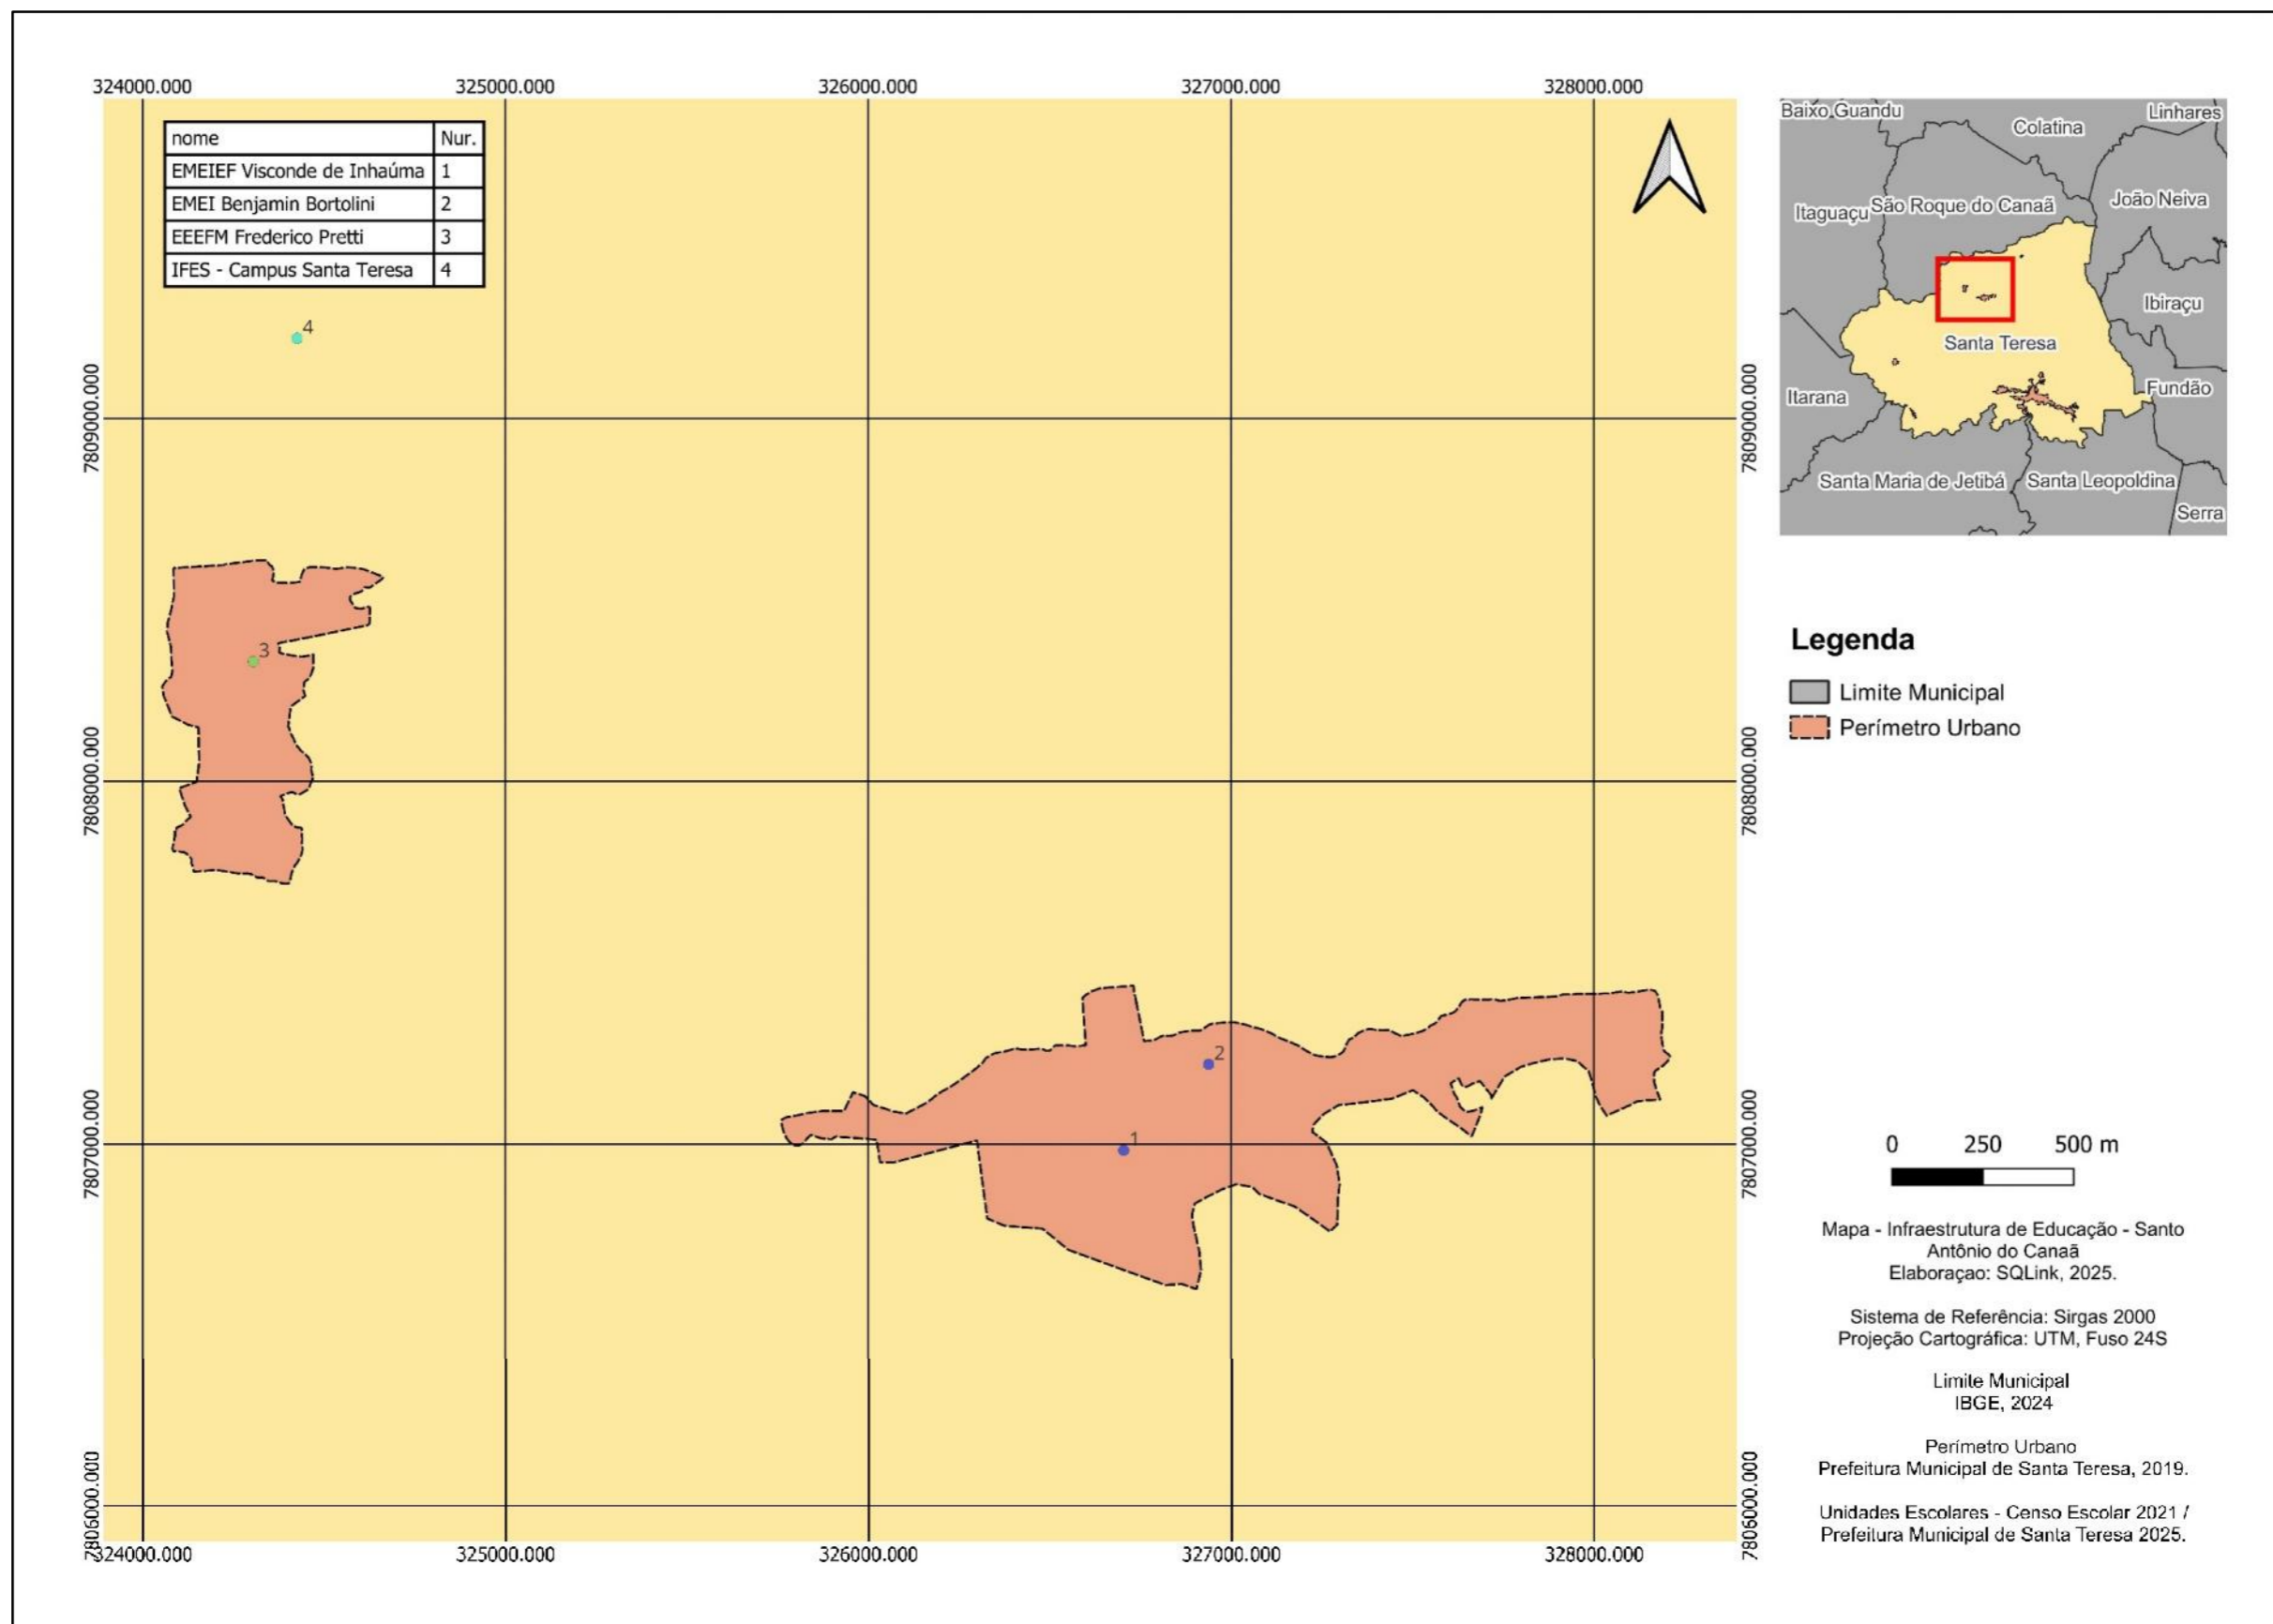 324000.000 325000.000 326000.000 327000.000 328000.000
nome Nur.
EMEIEF Visconde de Inhaúma 1
EMEI Benjamin Bortolini 2
EEEFM Frederico Pretti 3
IFES - Campus Santa Teresa 4
4
3
2
1
7809000.000
7808000.000
7807000.000
7806000.000
7809000.000
7808000.000
7807000.000
7806000.000
324000.000 325000.000 326000.000 327000.000 328000.000
Baixo Guandu
Linhares
Colatina
João Neiva
São Roque do Canaã
Itaguaçu
Ibiraçu
Santa Teresa
Fundão
Itarana
Santa Maria de Jetibá
Santa Leopoldina
Serra
Legenda
Limite Municipal
Perímetro Urbano
0 250 500 m
Mapa - Infraestrutura de Educação - Santo
Antônio do Canaã
Elaboraçao: SQLink, 2025.
Sistema de Referência: Sirgas 2000
Projeção Cartográfica: UTM, Fuso 24S
Limite Municipal
IBGE, 2024
Perímetro Urbano
Prefeitura Municipal de Santa Teresa, 2019.
Unidades Escolares - Censo Escolar 2021 /
Prefeitura Municipal de Santa Teresa 2025.